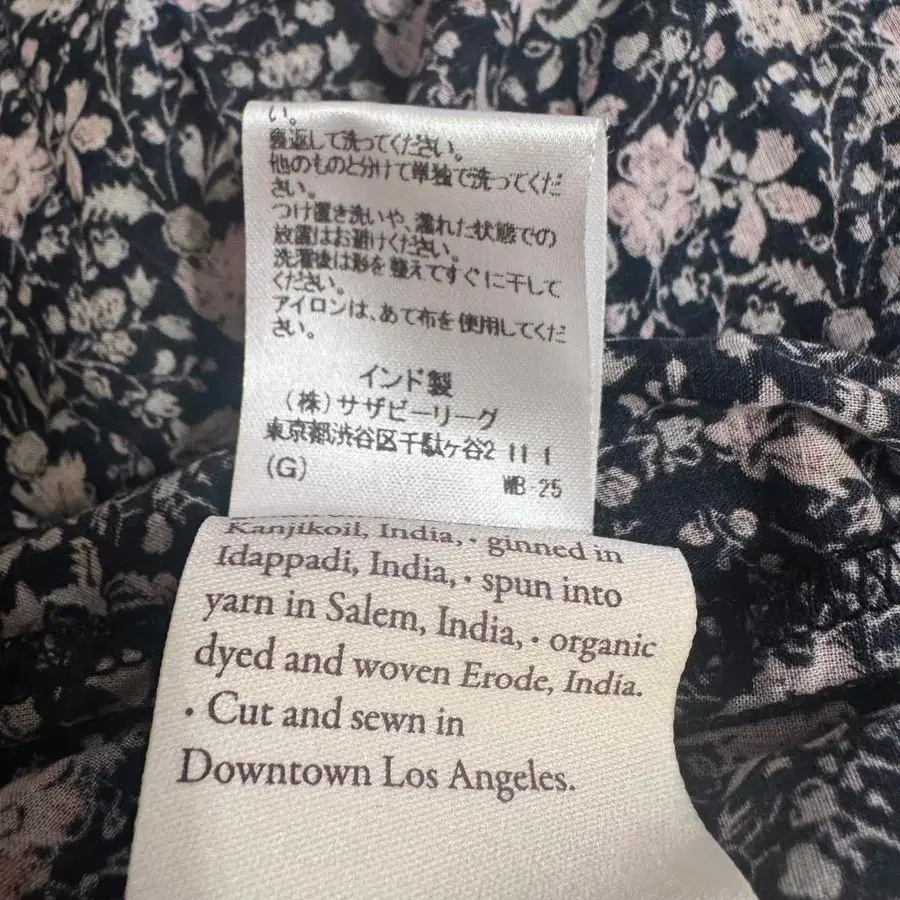 い。
裏返して洗ってください。
他のものと分けて単独で洗ってくだ
さい。
つけ置き洗いや、濡れた状態での
放置はお避けください。
洗濯後は形を整えてすぐに干して
ください。
アイロンは、あて布を使用してくだ
さい。
インド製
(株)サザビーリーグ
東京都渋谷区千駄ヶ谷2 11 1
(G)
WB-25
Kanjikoil, India, • ginned in
Idappadi, India, • spun into
yarn in Salem, India, • organic
dyed and woven Erode, India.
• Cut and sewn in
Downtown Los Angeles.